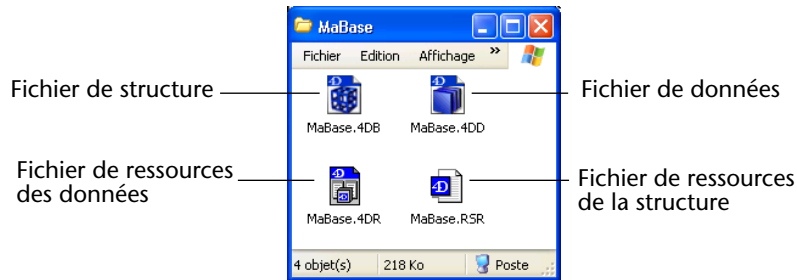 MaBase
Fichier Edition Affichage »
Fichier de structure
Fichier de données
MaBase.4DB MaBase.4DD
Fichier de ressources
des données
Fichier de ressources
de la structure
MaBase.4DR MaBase.RSR
4 objet(s) 218 Ko Poste